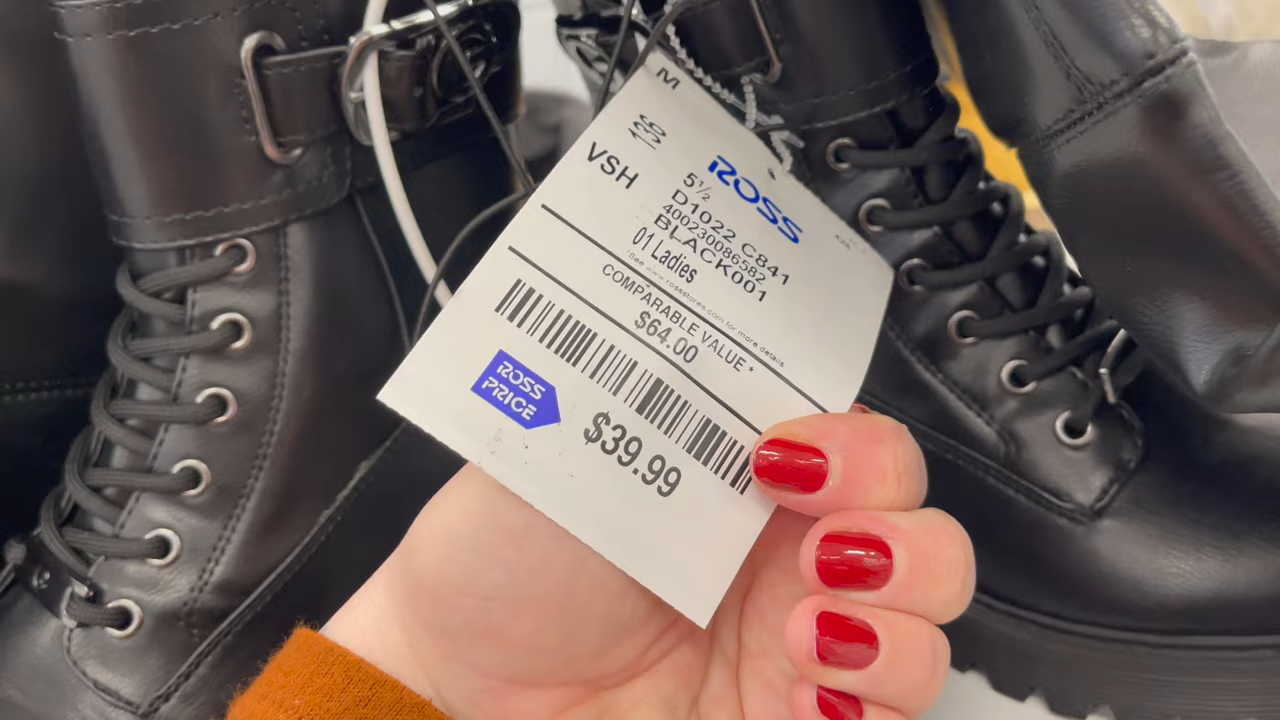 M
136
VSH
ROSS
5½
D1022 C841
400230086582
BLACK001
01 Ladies
*See www.rossstores.com for more details
COMPARABLE VALUE *
$64.00
ROSS
PRICE
$39.99